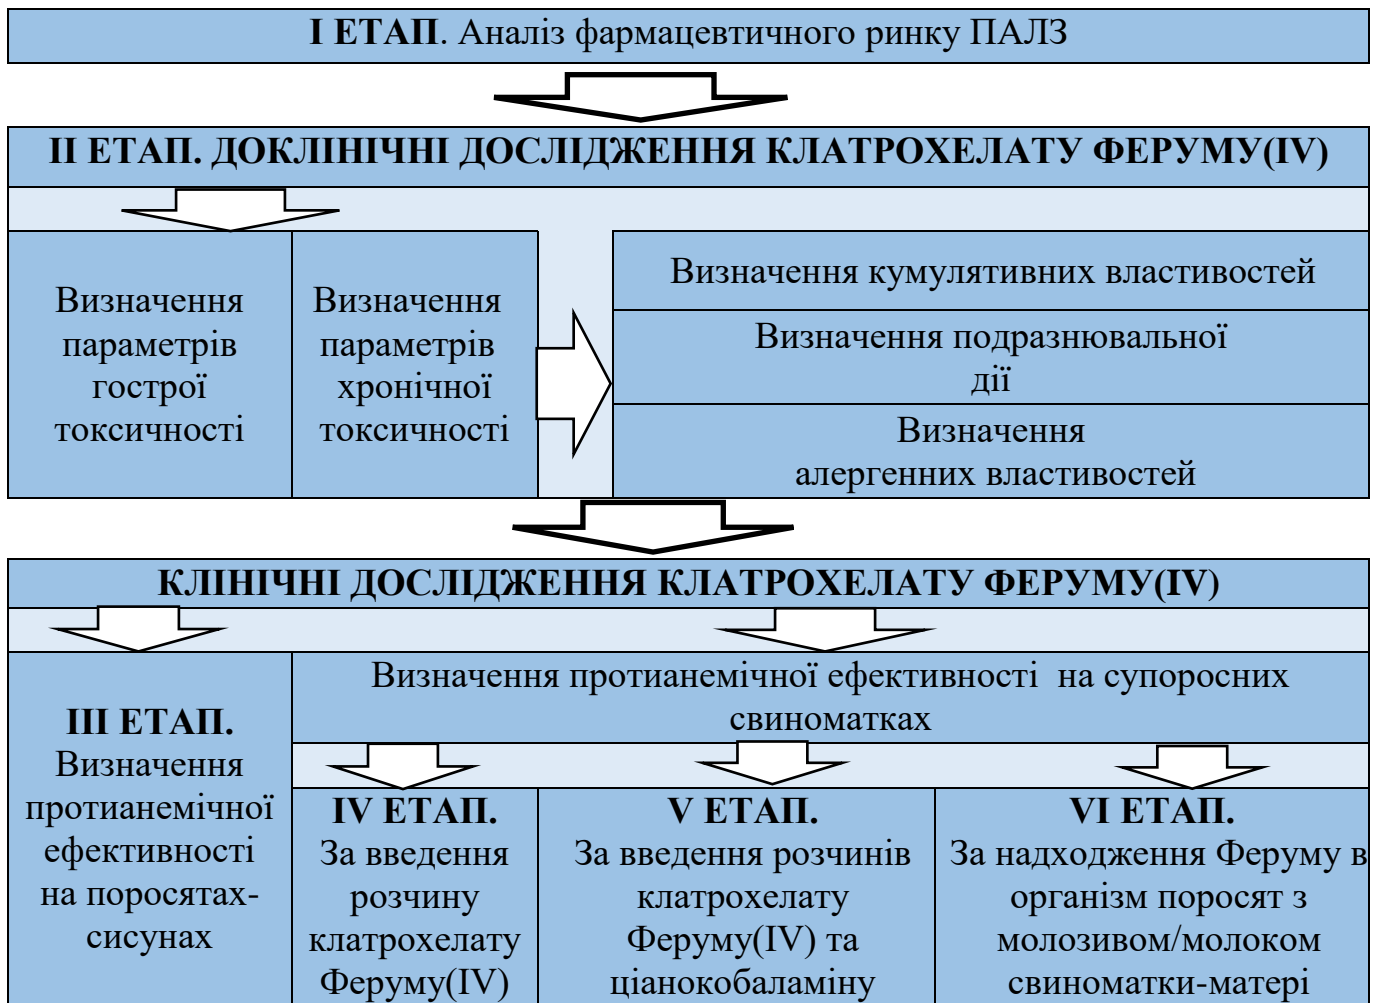 І ЕТАП. Аналіз фармацевтичного ринку ПАЛЗ
ІІ ЕТАП. ДОКЛІНІЧНІ ДОСЛІДЖЕННЯ КЛАТРОХЕЛАТУ ФЕРУМУ(IV)
Визначення
параметрів
гострої
токсичності
Визначення
параметрів
хронічної
токсичності
Визначення кумулятивних властивостей
Визначення подразнювальної
дії
Визначення
алергенних властивостей
КЛІНІЧНІ ДОСЛІДЖЕННЯ КЛАТРОХЕЛАТУ ФЕРУМУ(IV)
ІІІ ЕТАП.
Визначення
протианемічної
ефективності
на поросятах-
сисунах
Визначення протианемічної ефективності на супоросних
свиноматках
IV ЕТАП.
За введення
розчину
клатрохелату
Феруму(IV)
V ЕТАП.
За введення розчинів
клатрохелату
Феруму(IV) та
ціанокобаламіну
VI ЕТАП.
За надходження Феруму в
організм поросят з
молозивом/молоком
свиноматки-матері